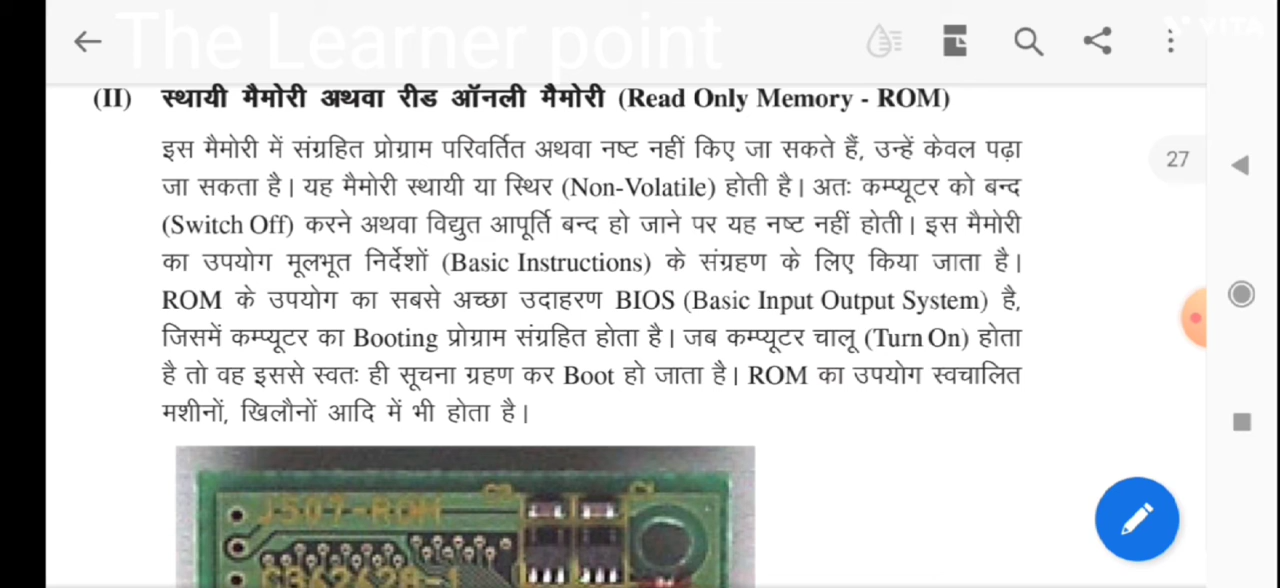 The Learner point
VITA
(II) स्थायी मैमोरी अथवा रीड ऑनली मैमोरी (Read Only Memory - ROM)
इस मैमोरी में संग्रहित प्रोग्राम परिवर्तित अथवा नष्ट नहीं किए जा सकते हैं, उन्हें केवल पढ़ा
27
जा सकता है। यह मैमोरी स्थायी या स्थिर (Non-Volatile) होती है। अतः कम्प्यूटर को बन्द
(Switch Off) करने अथवा विद्युत आपूर्ति बन्द हो जाने पर यह नष्ट नहीं होती। इस मैमोरी
का उपयोग मूलभूत निर्देशों (Basic Instructions) के संग्रहण के लिए किया जाता है।
ROM के उपयोग का सबसे अच्छा उदाहरण BIOS (Basic Input Output System) है,
जिसमें कम्प्यूटर का Booting प्रोग्राम संग्रहित होता है। जब कम्प्यूटर चालू (Turn On) होता
है तो वह इससे स्वतः ही सूचना ग्रहण कर Boot हो जाता है। ROM का उपयोग स्वचालित
मशीनों, खिलौनों आदि में भी होता है।
J507-ROM